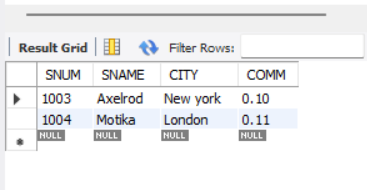 Result Grid Filter Rows:
SNUM SNAME CITY COMM
1003 Axelrod New york 0.10
1004 Motika London 0.11
NULL NULL NULL NULL